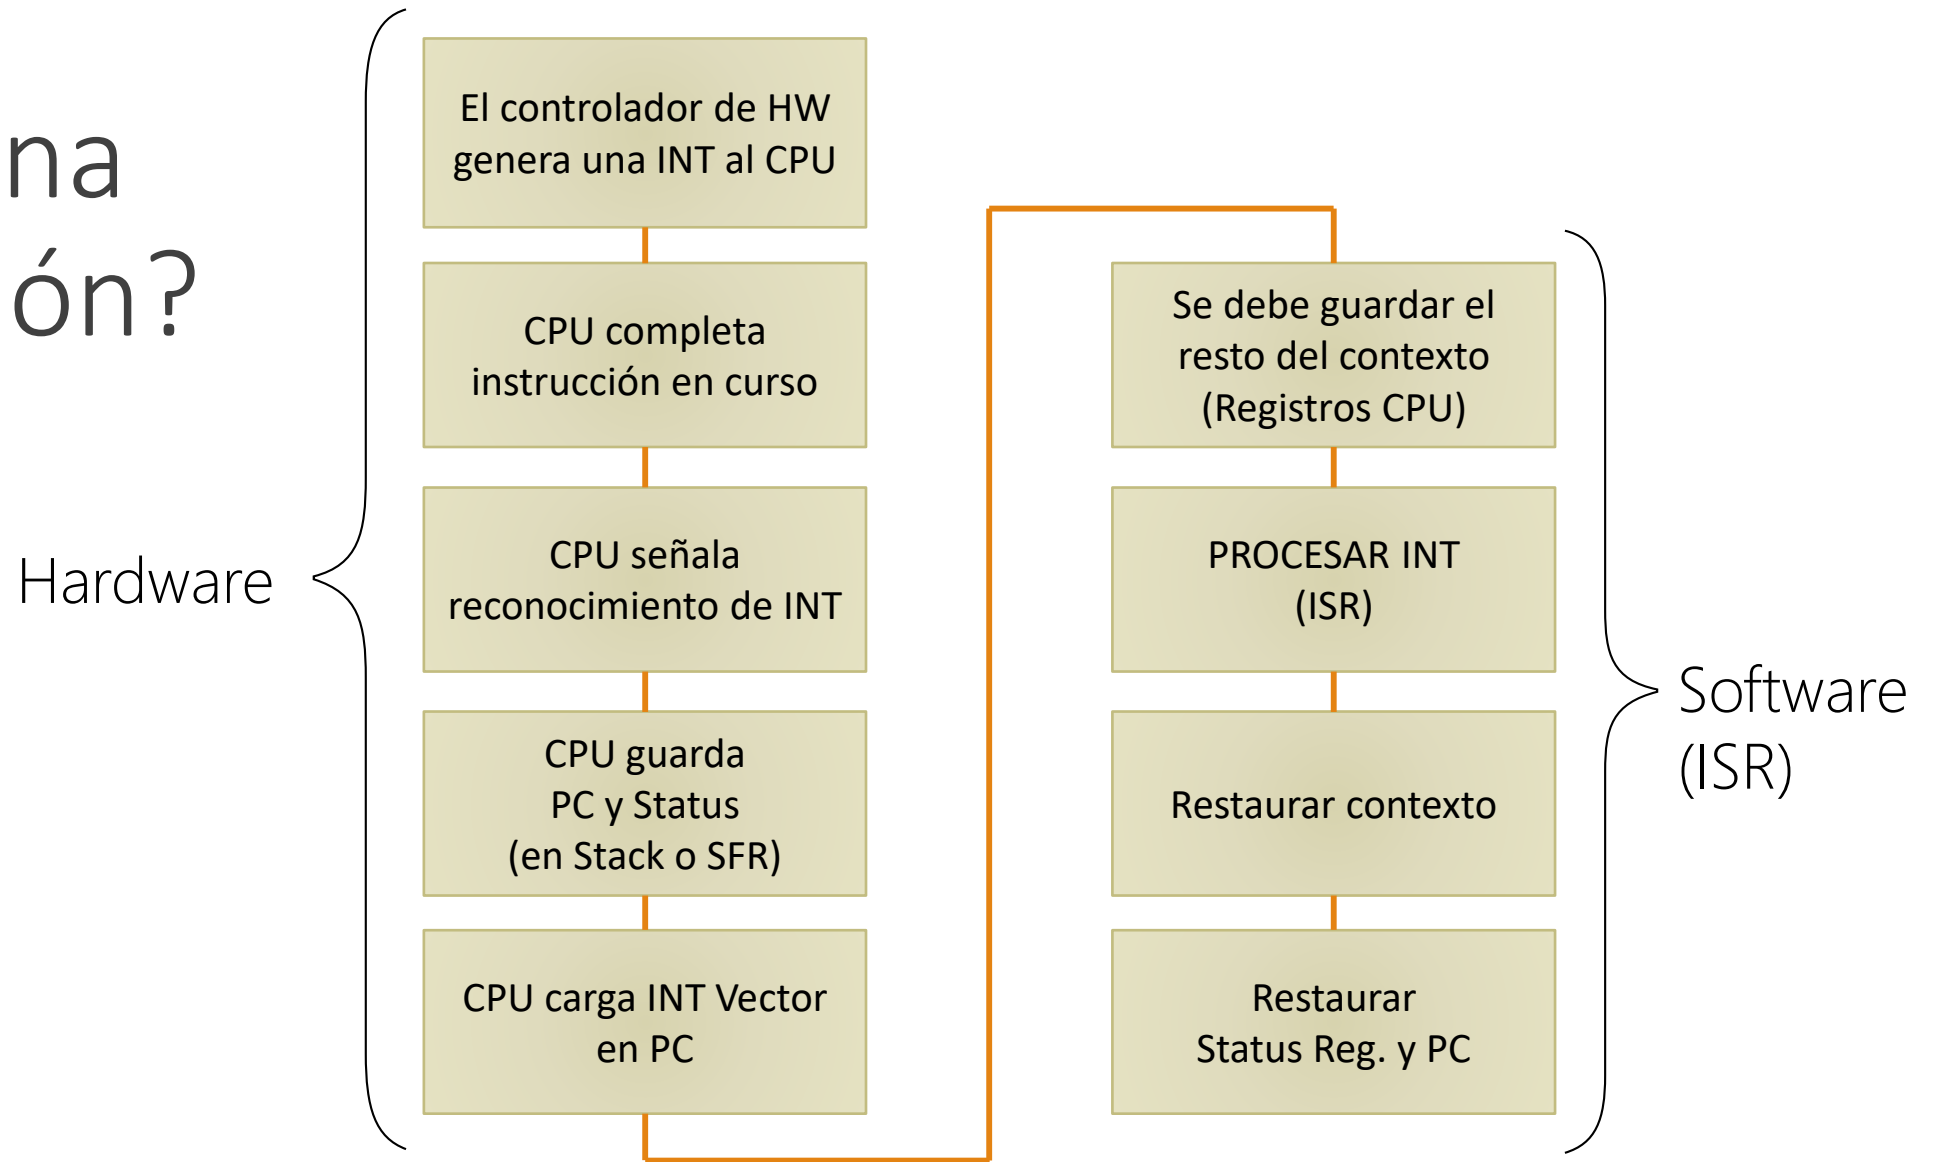 na
ón?
Hardware
El controlador de HW
genera una INT al CPU
CPU completa
instrucción en curso
CPU señala
reconocimiento de INT
CPU guarda
PC y Status
(en Stack o SFR)
CPU carga INT Vector
en PC
Se debe guardar el
resto del contexto
(Registros CPU)
PROCESAR INT
(ISR)
Restaurar contexto
Restaurar
Status Reg. y PC
Software
(ISR)